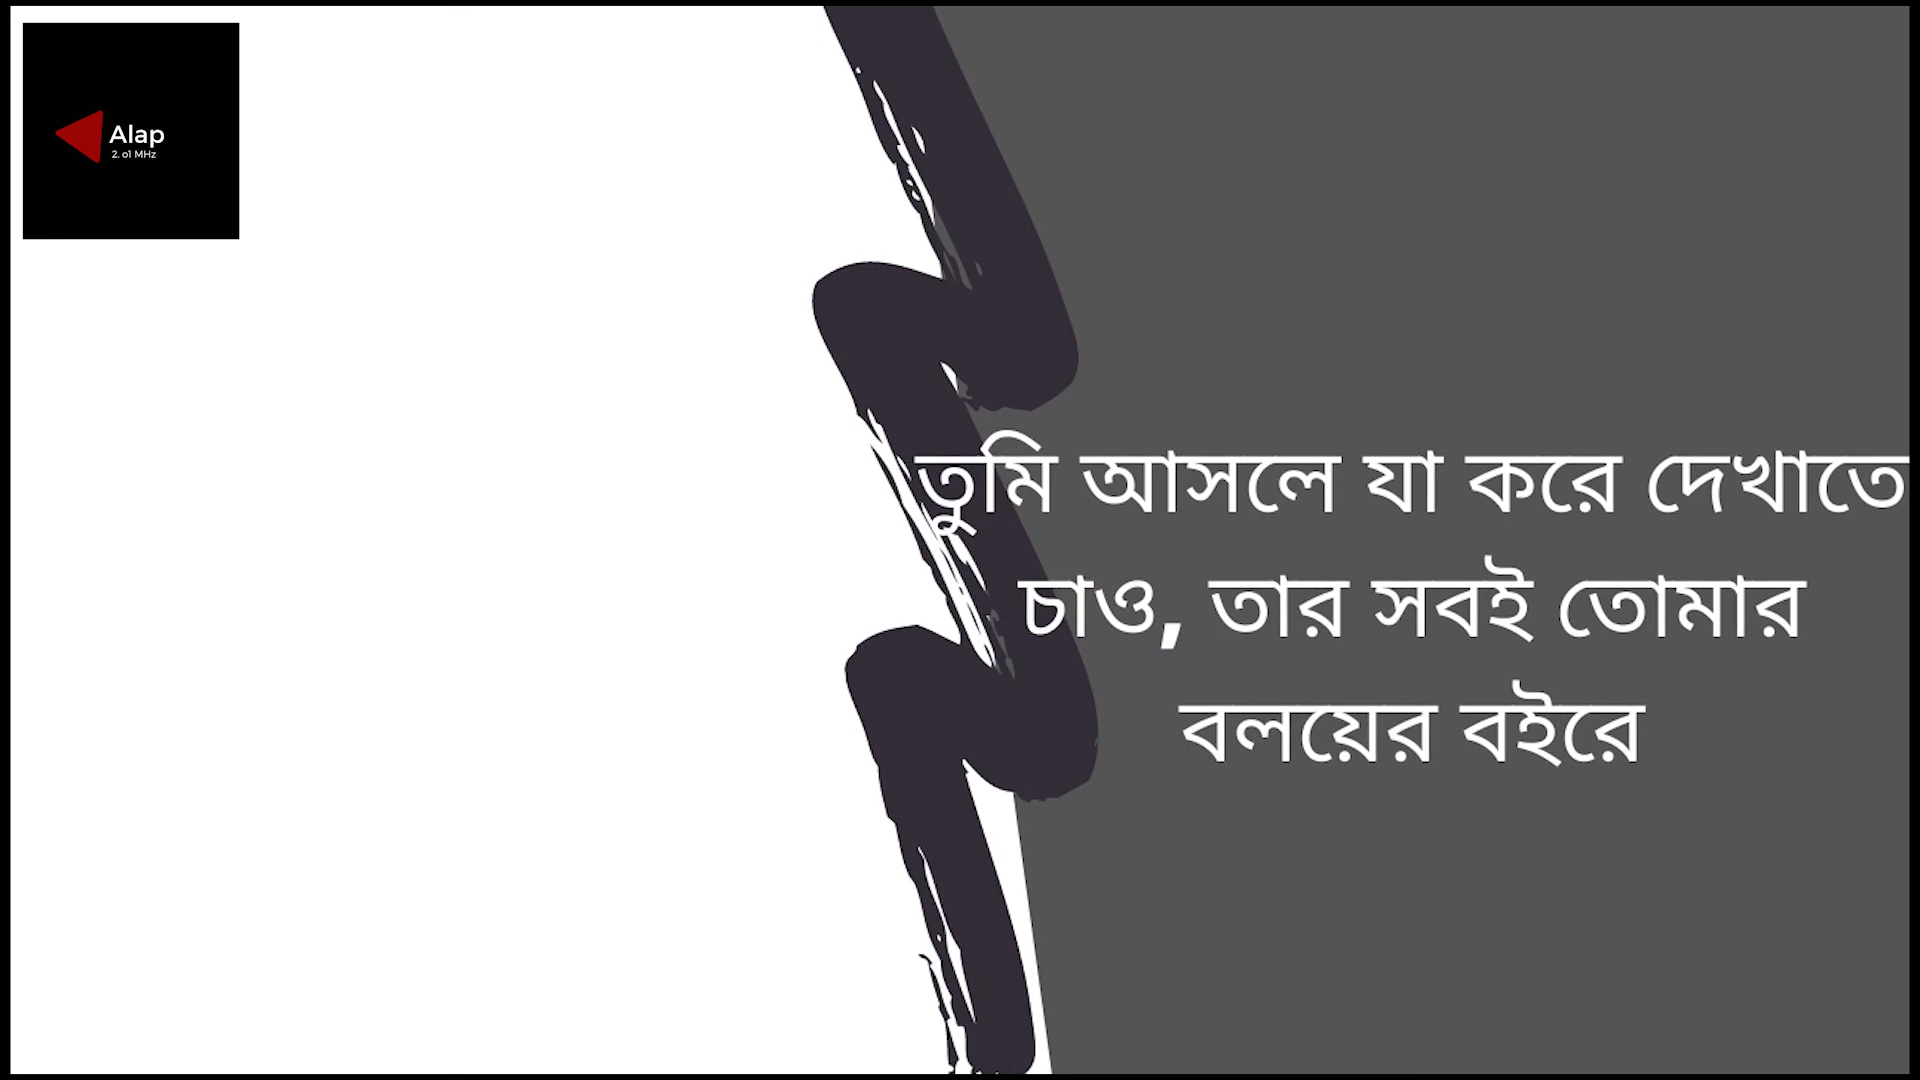 Alap
2. o1 MHz
তুমি আসলে যা করে দেখাতে
চাও, তার সবই তোমার
বলয়ের বইরে